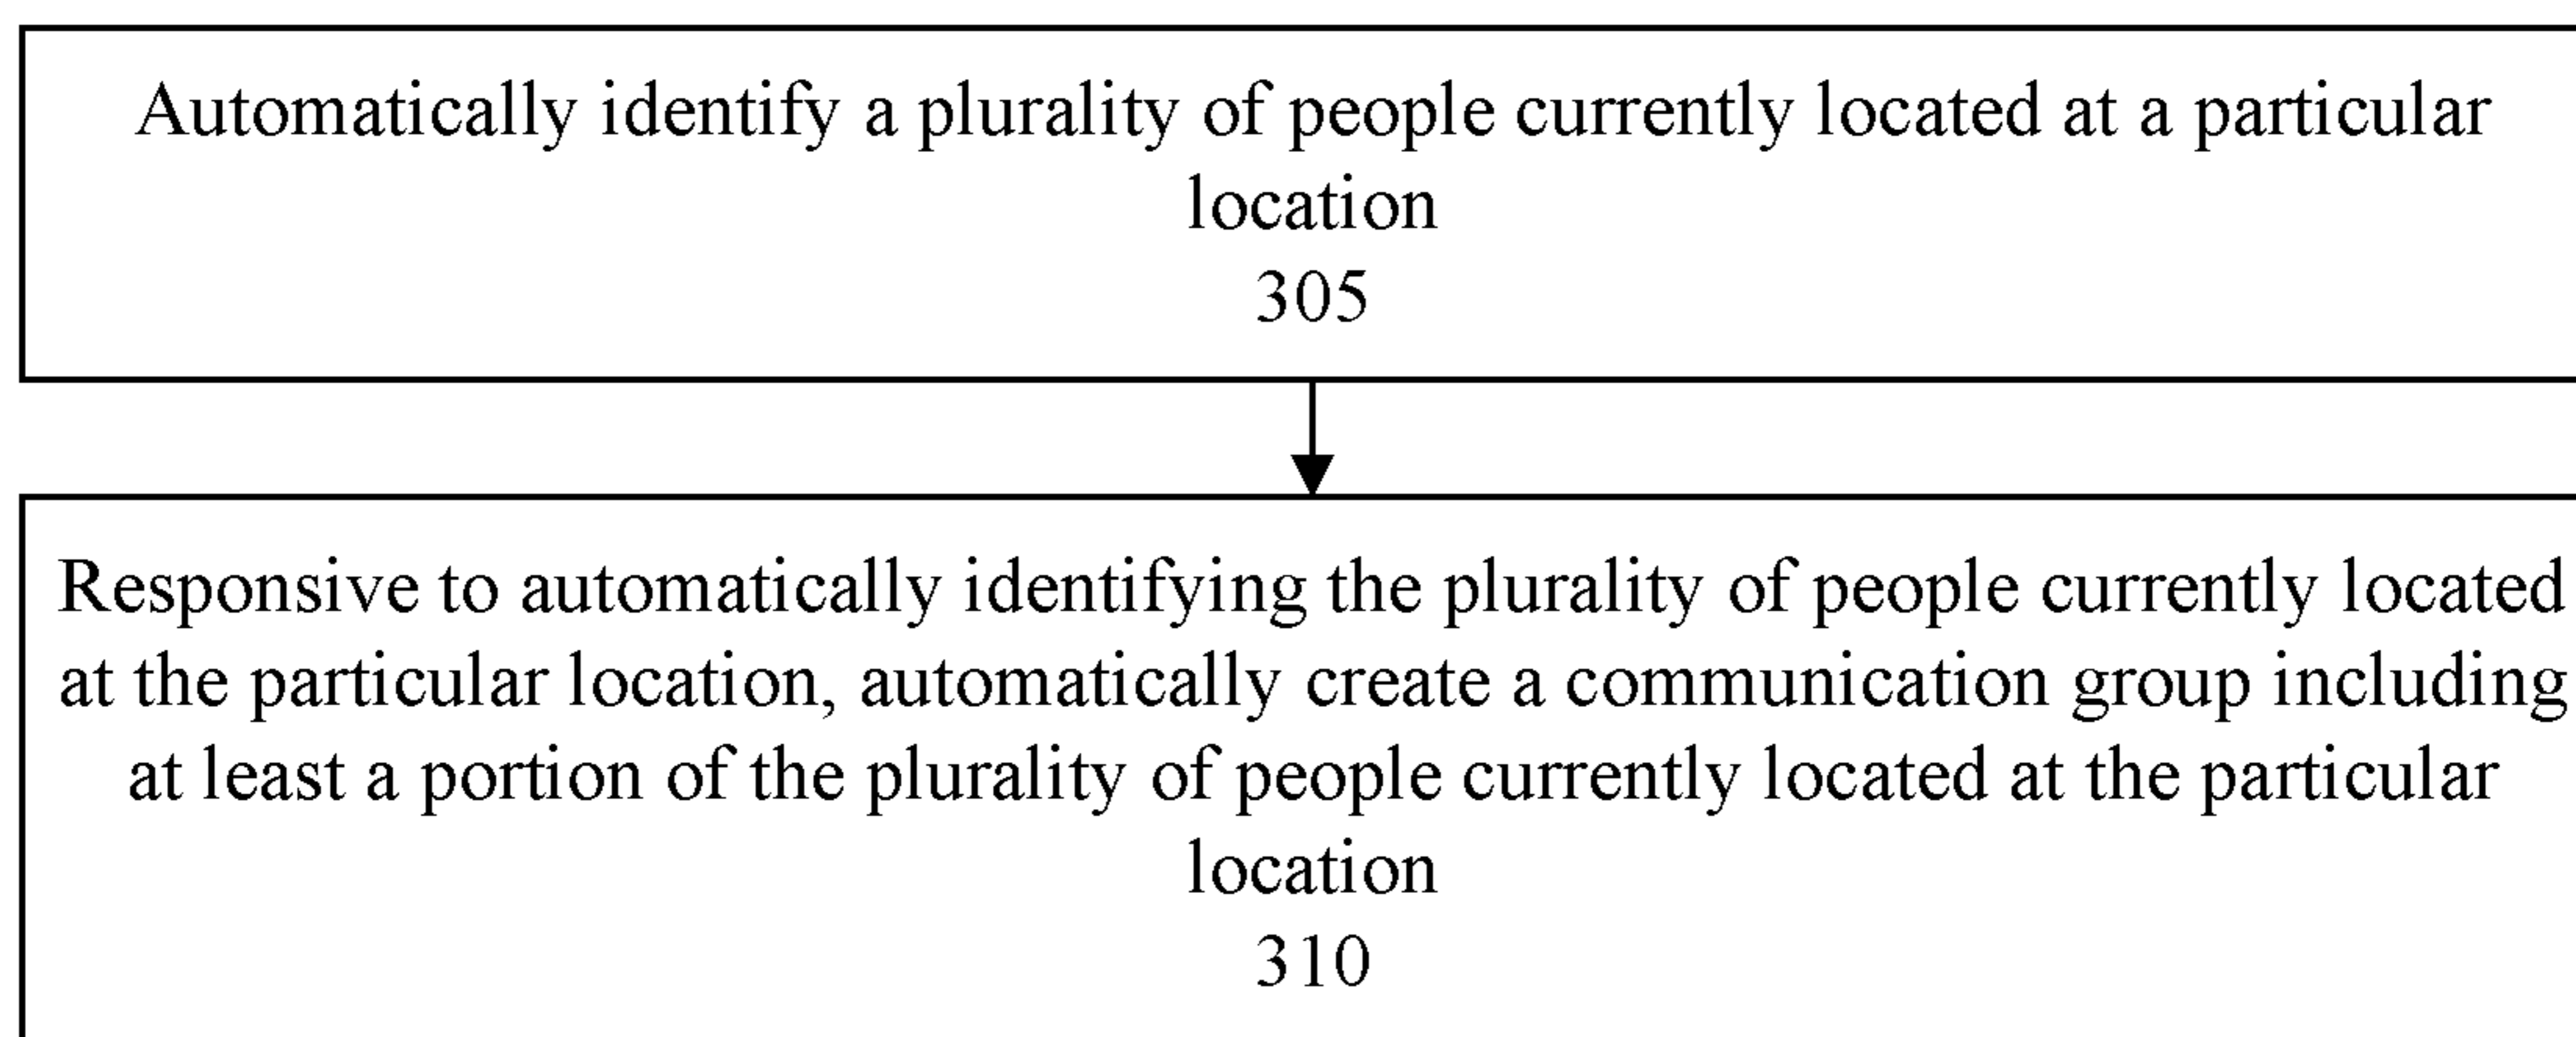 Automatically identify a plurality of people currently located at a particular
location
305
Responsive to automatically identifying the plurality of people currently located
at the particular location, automatically create a communication group including
at least a portion of the plurality of people currently located at the particular
location
310